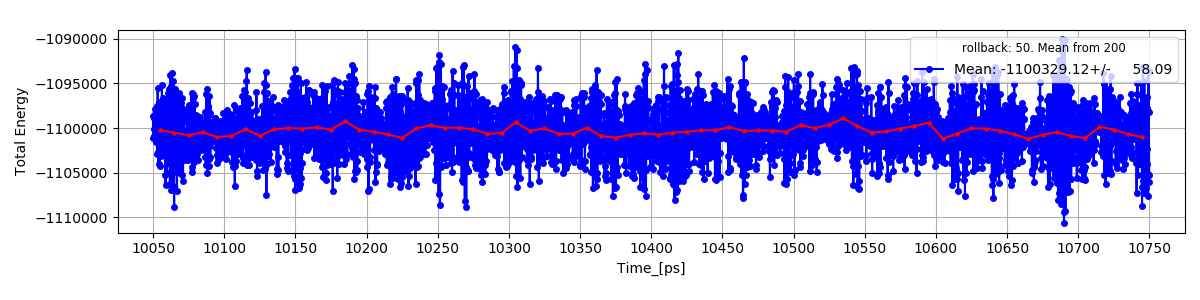 rollback: 50. Mean from 200
Mean: -1100329.12+/-     58.09
Total Energy
−1090000
−1095000
−1100000
−1105000
−1110000
10050 10100 10150 10200 10250 10300 10350 10400 10450 10500 10550 10600 10650 10700 10750
Time_[ps]